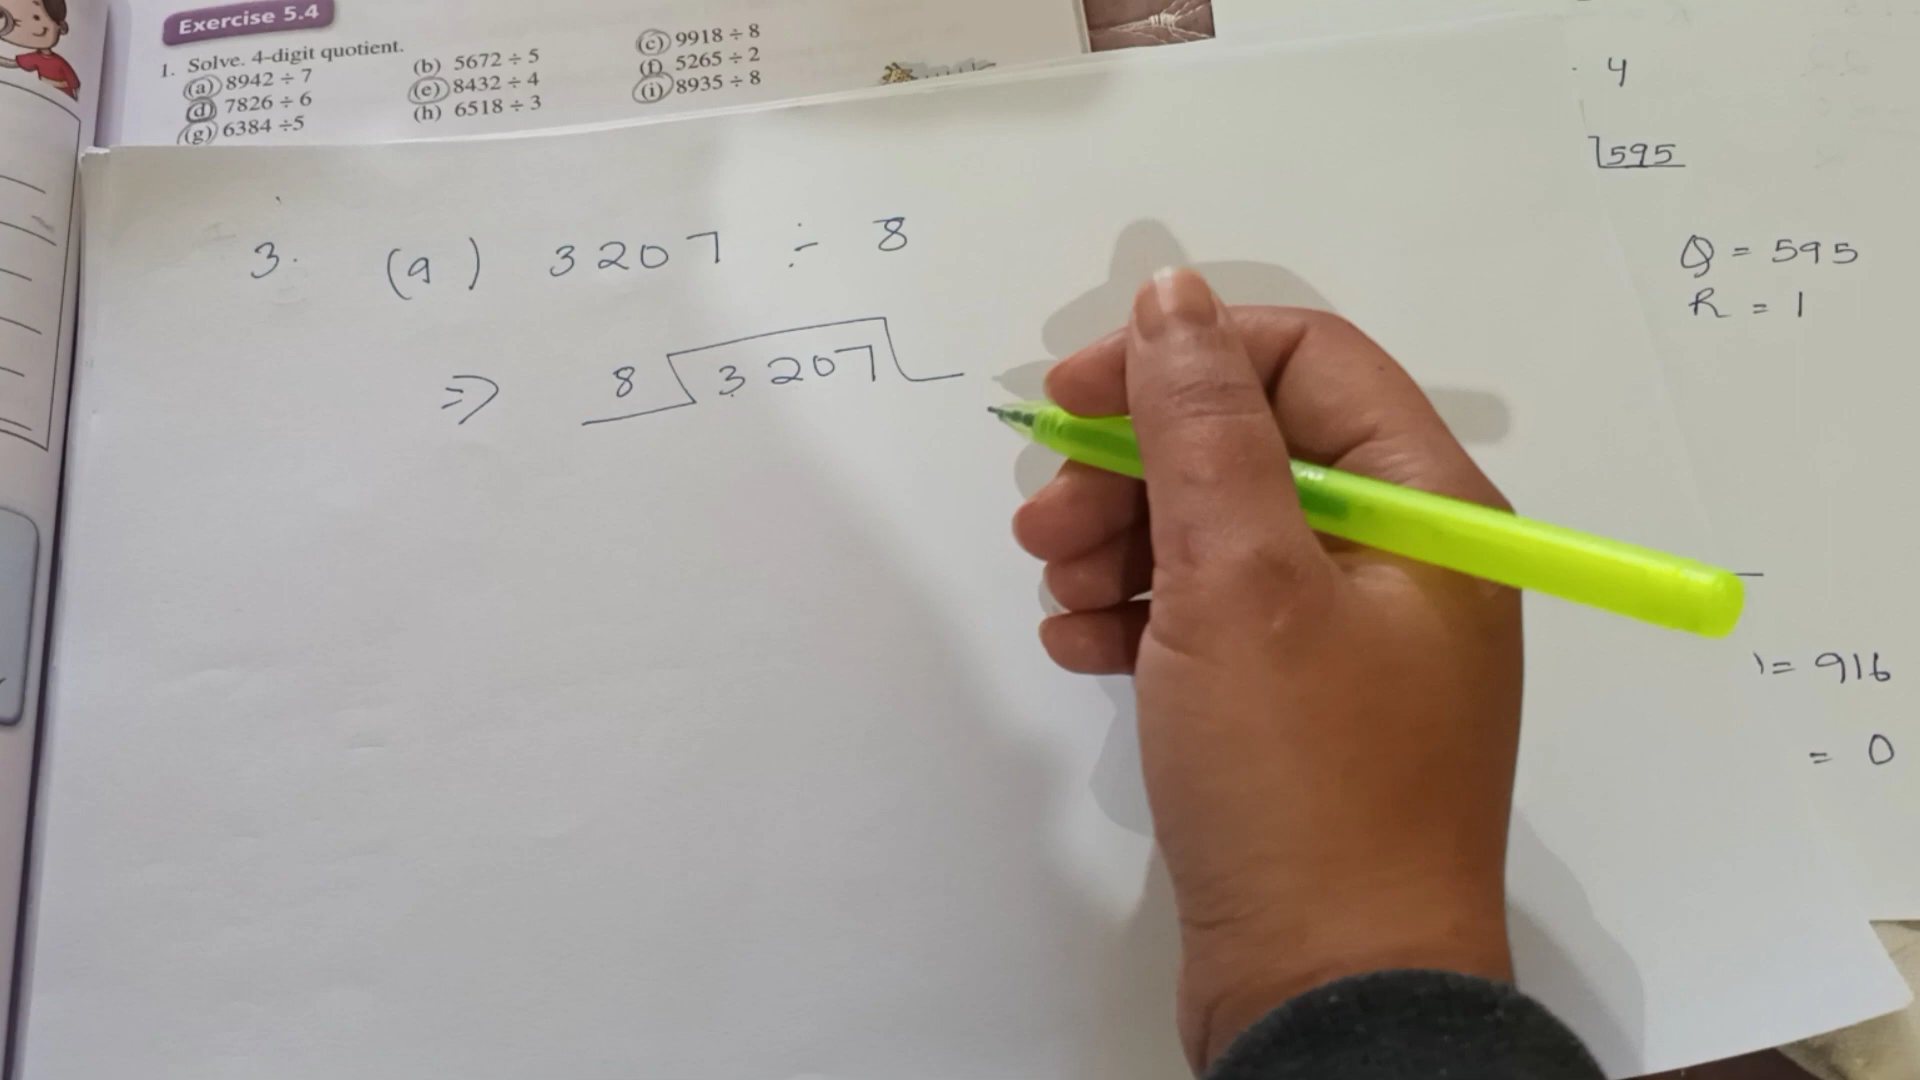 Exercise 5.4
1. Solve. 4-digit quotient.
(a) 8942 ÷ 7 (b) 5672 ÷ 5 (c) 9918 ÷ 8
(d) 7826 ÷ 6 (e) 8432 ÷ 4 (f) 5265 ÷ 2
(g) 6384 ÷5 (h) 6518 ÷ 3 (i) 8935 ÷ 8
3. (a) 3207 ÷ 8
⇒ 8 3207
4
595
Q = 595
R = 1
= 916
= 0